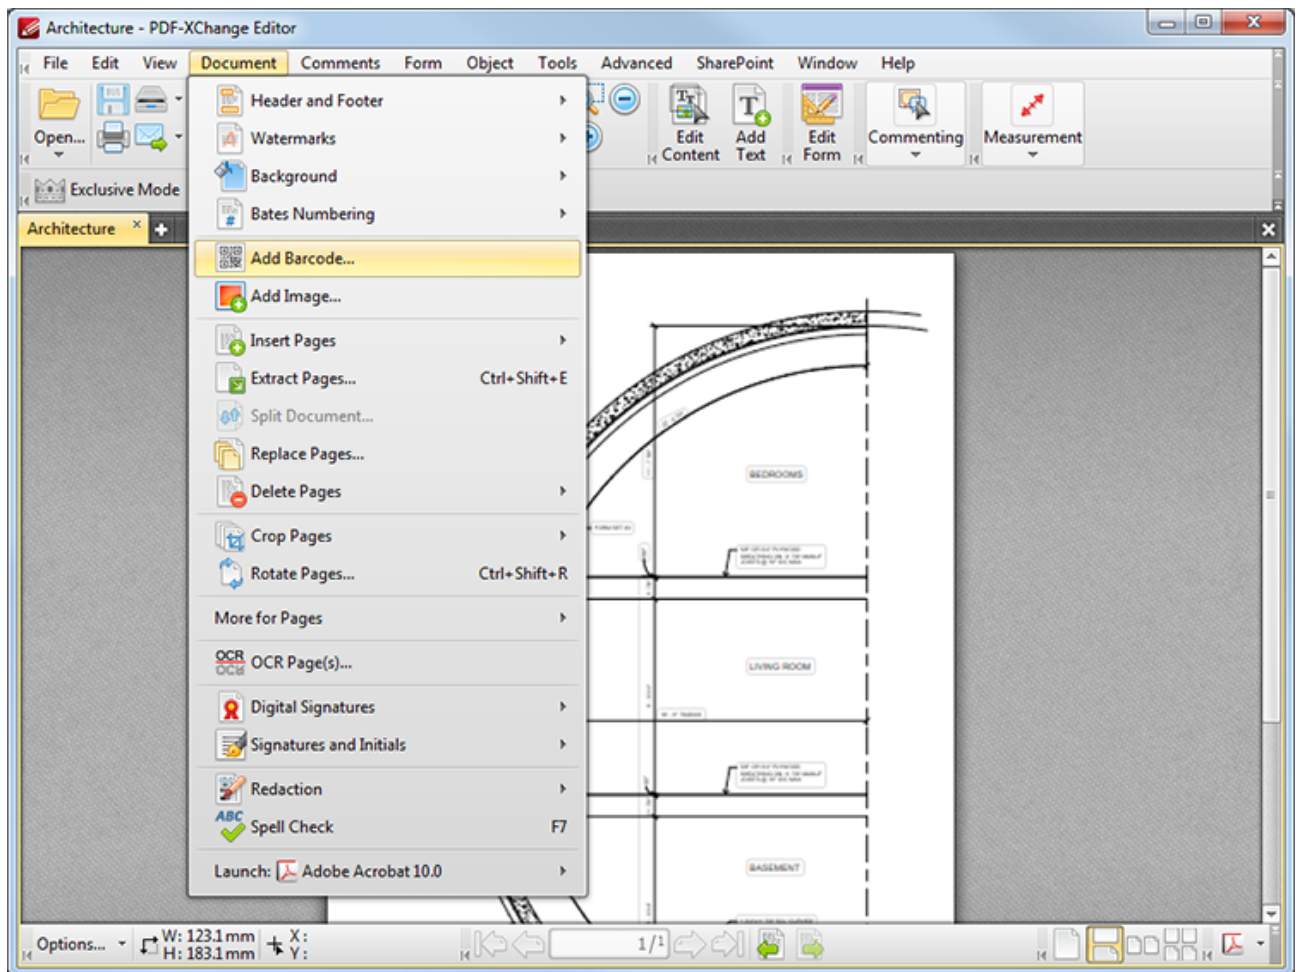 Architecture - PDF-XChange Editor
File Edit View Document Comments Form Object Tools Advanced SharePoint Window Help
Open...
Edit Content
Add Text
Edit Form
Commenting
Measurement
Exclusive Mode
Architecture
Header and Footer
Watermarks
Background
Bates Numbering
Add Barcode...
Add Image...
Insert Pages
Extract Pages... Ctrl+Shift+E
Split Document...
Replace Pages...
Delete Pages
Crop Pages
Rotate Pages... Ctrl+Shift+R
More for Pages
OCR OCR Page(s)...
Digital Signatures
Signatures and Initials
Redaction
ABC Spell Check F7
Launch: Adobe Acrobat 10.0
BEDROOMS
LIVING ROOM
BASEMENT
Options... W: 123.1 mm X:
H: 183.1 mm Y:
1/1